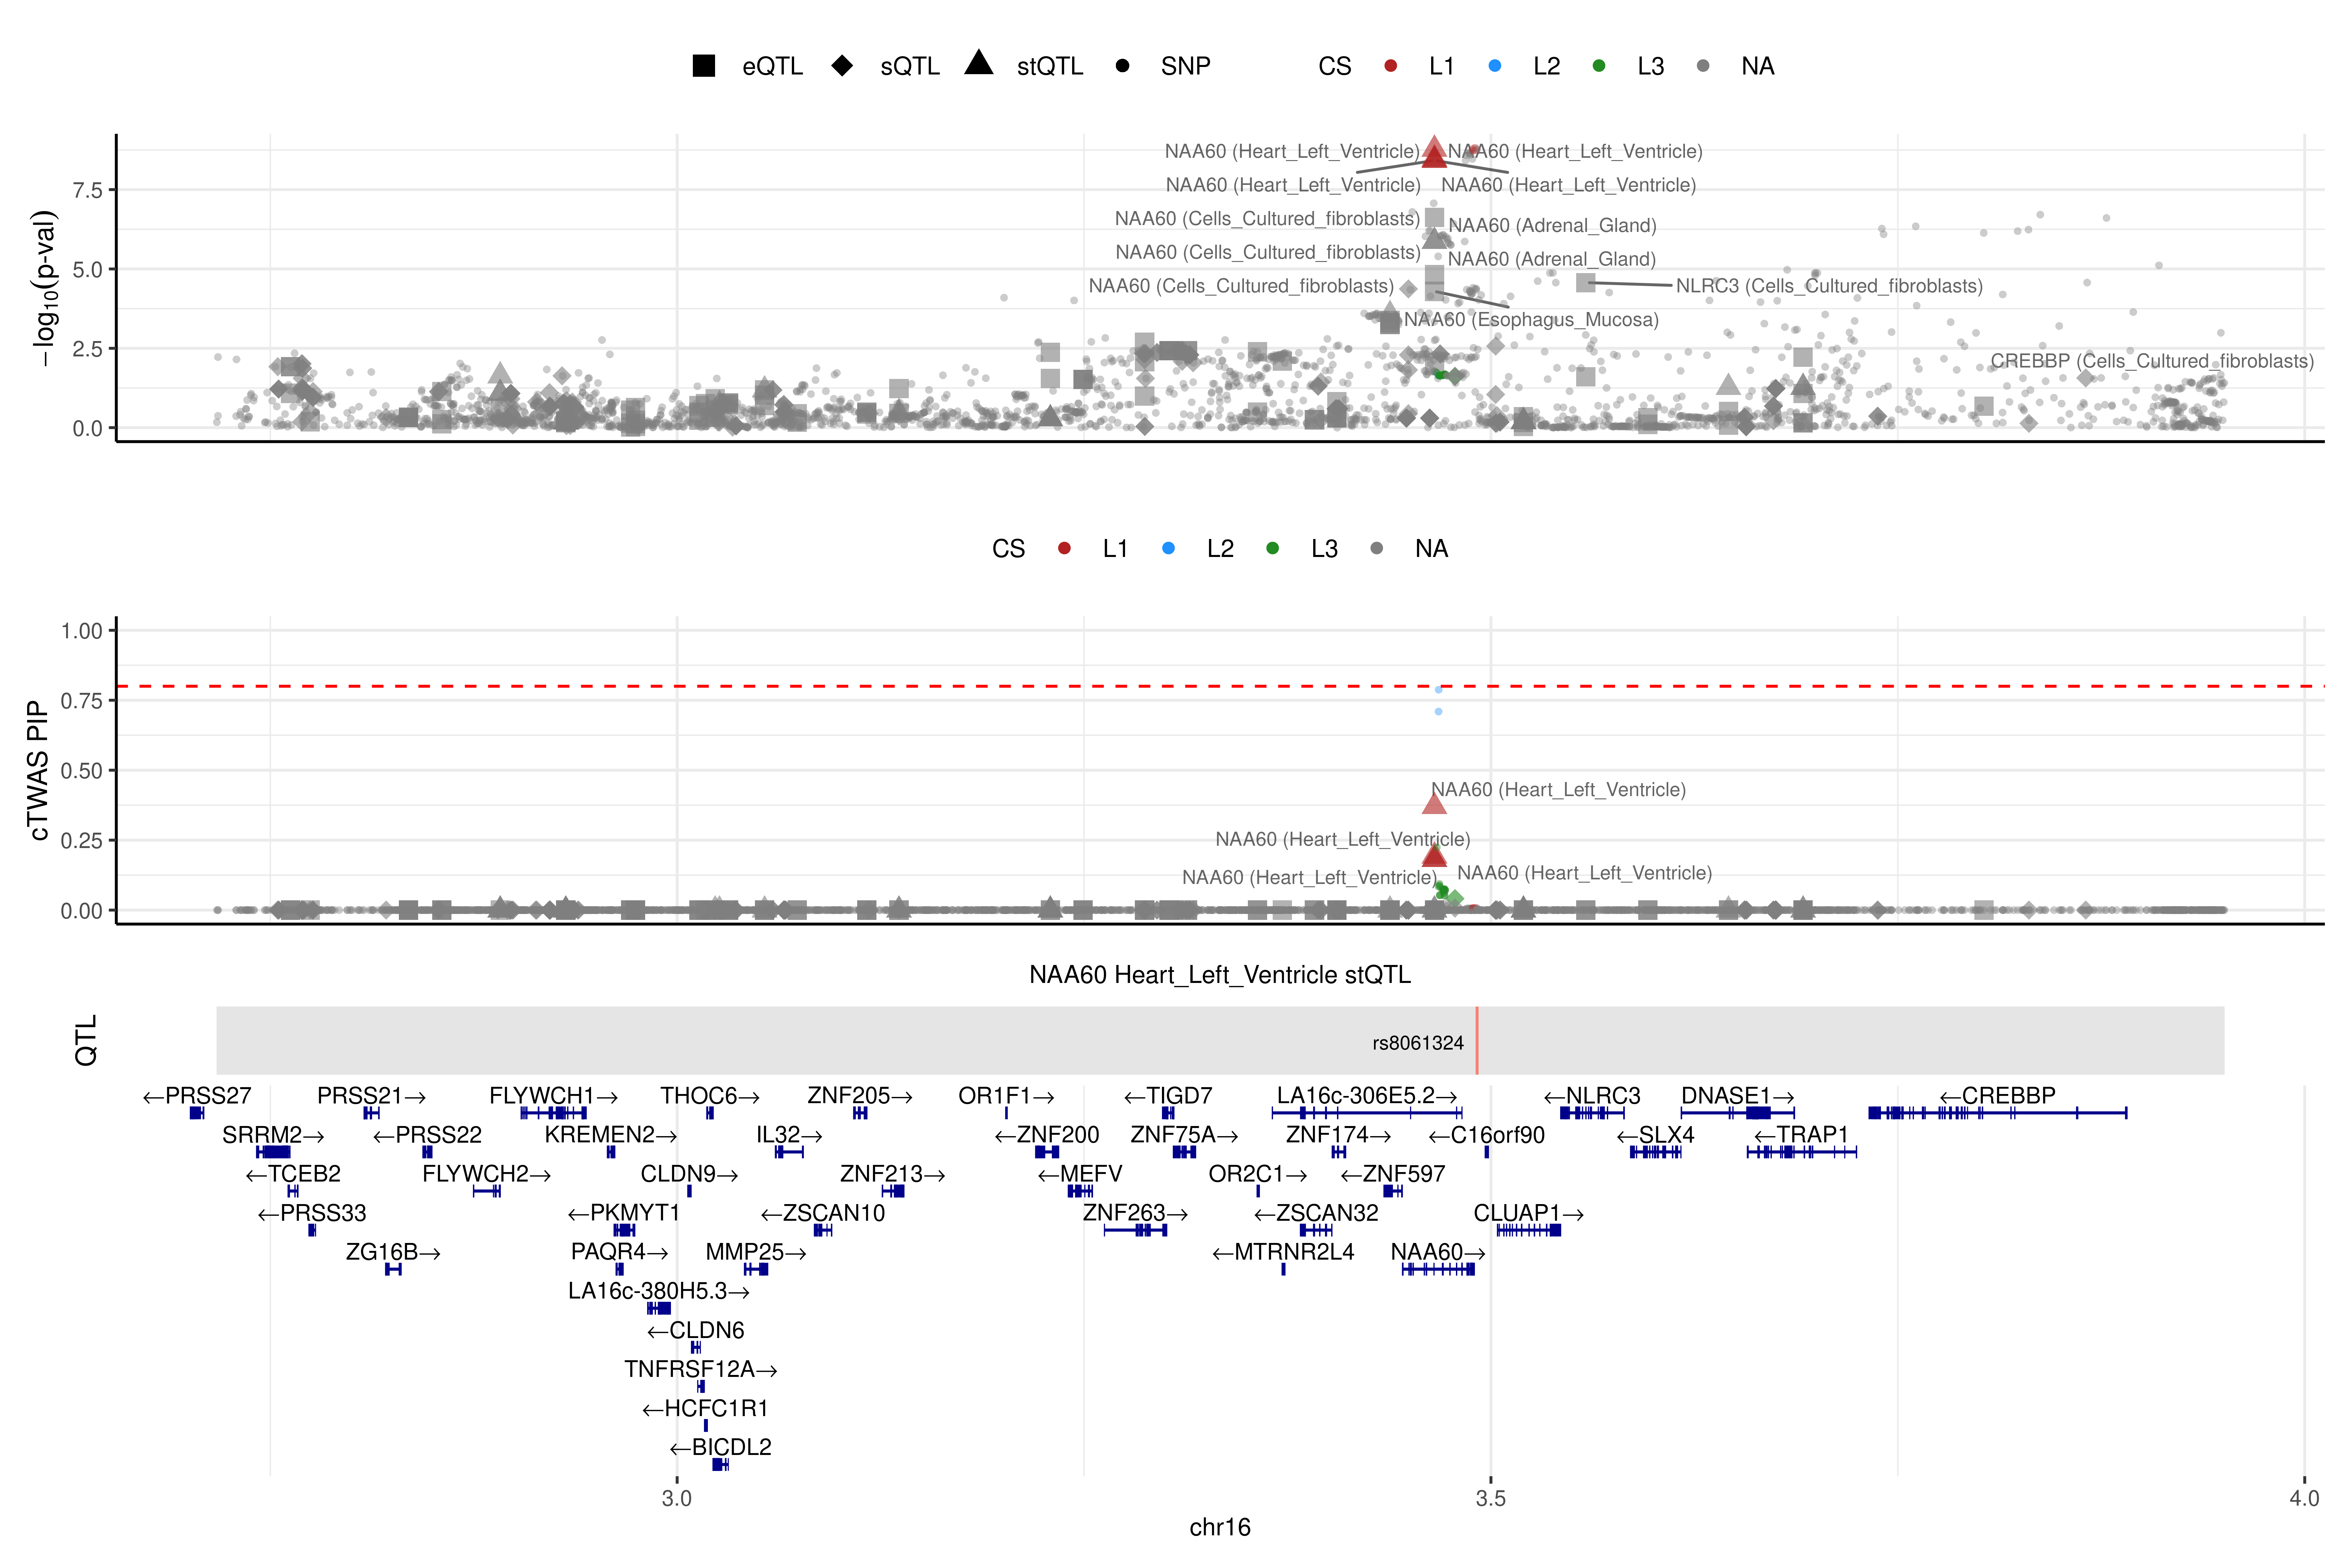 eQTL sQTL stQTL SNP CS L1 L2 L3 NA
NAA60 (Heart_Left_Ventricle) NAA60 (Heart_Left_Ventricle)
NAA60 (Heart_Left_Ventricle) NAA60 (Heart_Left_Ventricle)
NAA60 (Cells_Cultured_fibroblasts) NAA60 (Adrenal_Gland)
NAA60 (Cells_Cultured_fibroblasts) NAA60 (Adrenal_Gland)
NAA60 (Cells_Cultured_fibroblasts) NLRC3 (Cells_Cultured_fibroblasts)
NAA60 (Esophagus_Mucosa)
CREBBP (Cells_Cultured_fibroblasts)
7.5
5.0
2.5
0.0
−log10(p-val)
CS L1 L2 L3 NA
1.00
0.75
0.50
0.25
0.00
cTWAS PIP
NAA60 (Heart_Left_Ventricle)
NAA60 (Heart_Left_Ventricle)
NAA60 (Heart_Left_Ventricle) NAA60 (Heart_Left_Ventricle)
NAA60 Heart_Left_Ventricle stQTL
QTL
rs8061324
←PRSS27 PRSS21→ FLYWCH1→ THOC6→ ZNF205→ OR1F1→ ←TIGD7 LA16c-306E5.2→ ←NLRC3 DNASE1→ ←CREBBP
SRRM2→ ←PRSS22 KREMEN2→ IL32→ ←ZNF200 ZNF75A→ ZNF174→ ←C16orf90 ←SLX4 ←TRAP1
←TCEB2 FLYWCH2→ CLDN9→ ZNF213→ ←MEFV OR2C1→ ←ZNF597
←PRSS33 ←PKMYT1 ←ZSCAN10 ZNF263→ ←ZSCAN32 CLUAP1→
ZG16B→ PAQR4→ MMP25→ ←MTRNR2L4 NAA60→
LA16c-380H5.3→
←CLDN6
TNFRSF12A→
←HCFC1R1
←BICDL2
3.0 3.5 4.0
chr16